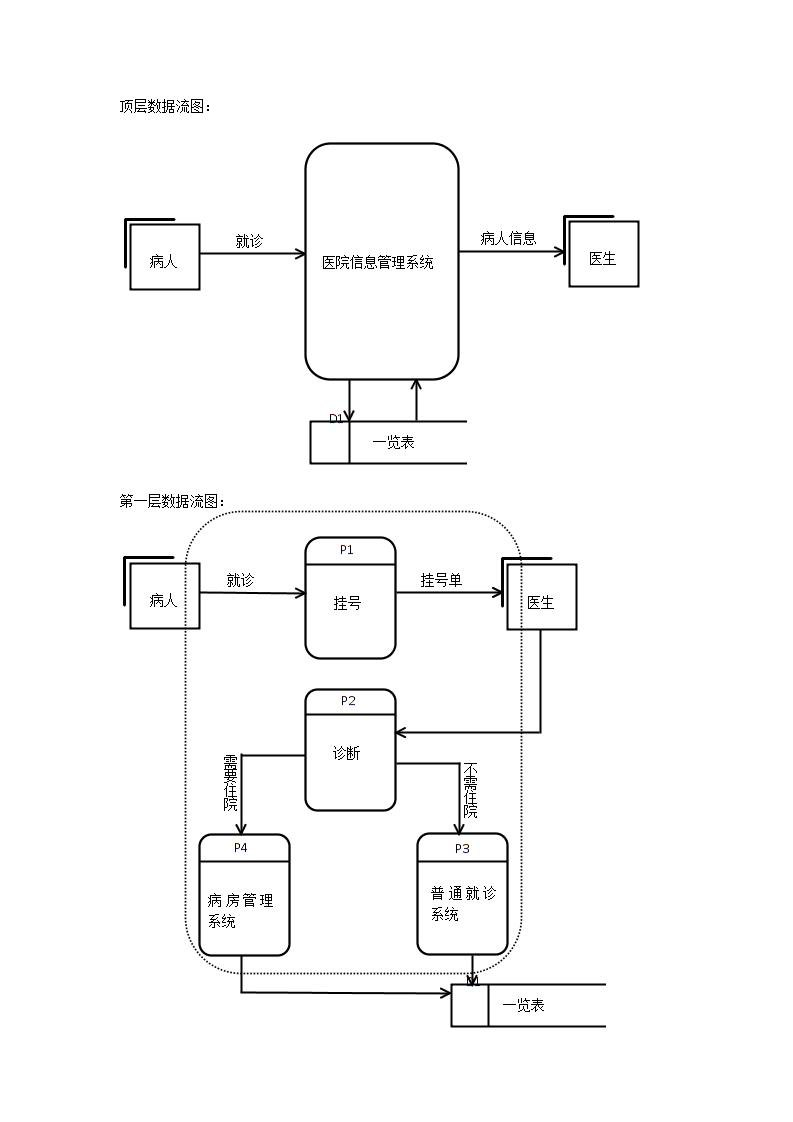 顶层数据流图：
就诊
病人信息
病人
医院信息管理系统
医生
D1
一览表
第一层数据流图：
P1
就诊
挂号单
病人
挂号
医生
P2
诊断
需要住院
不需住院
P4
P3
病房管理
系统
普通就诊
系统
D1
一览表